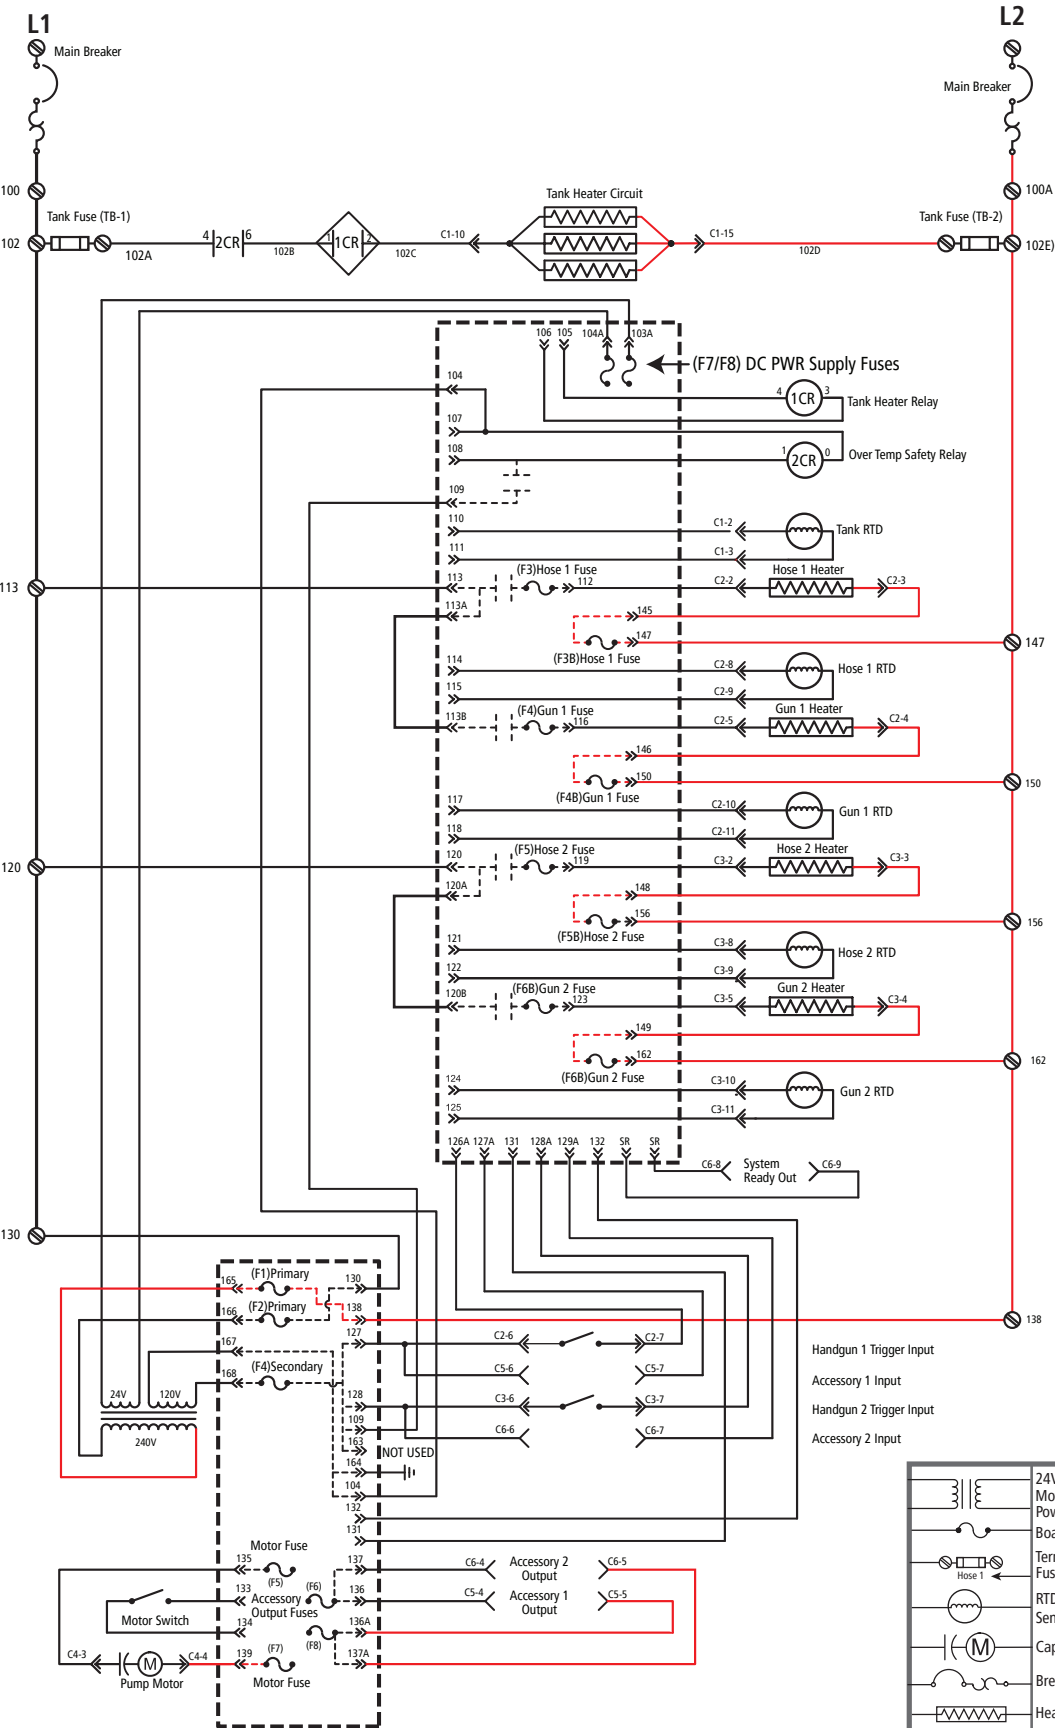 L1
L2
Main Breaker
Main Breaker
100
100A
Tank Fuse (TB-1)
Tank Heater Circuit
Tank Fuse (TB-2)
102
4
2CR
6
1
1CR
2
C1-10
C1-15
102E)
102A
102B
102C
102D
106 105 104A 103A
(F7/F8) DC PWR Supply Fuses
104
4
1CR
3
Tank Heater Relay
107
108
1
2CR
0
Over Temp Safety Relay
109
110
C1-2
Tank RTD
111
C1-3
113
113
(F3)Hose 1 Fuse
112
C2-2
Hose 1 Heater
C2-3
113A
145
147
147
(F3B)Hose 1 Fuse
114
C2-8
Hose 1 RTD
115
C2-9
113B
(F4)Gun 1 Fuse
116
C2-5
Gun 1 Heater
C2-4
146
150
150
(F4B)Gun 1 Fuse
117
C2-10
Gun 1 RTD
118
C2-11
120
120
(F5)Hose 2 Fuse
119
C3-2
Hose 2 Heater
C3-3
120A
148
156
156
(F5B)Hose 2 Fuse
121
C3-8
Hose 2 RTD
122
C3-9
120B
(F6B)Gun 2 Fuse
123
C3-5
Gun 2 Heater
C3-4
149
162
162
(F6B)Gun 2 Fuse
124
C3-10
Gun 2 RTD
125
C3-11
126A 127A 131 128A 129A 132 SR SR
C6-8
System
Ready Out
C6-9
130
165
(F1)Primary
130
166
(F2)Primary
138
138
167
127
C2-6
C2-7
Handgun 1 Trigger Input
168
(F4)Secondary
C5-6
C5-7
Accessory 1 Input
24V
120V
128
C3-6
C3-7
Handgun 2 Trigger Input
109
240V
163
C6-6
C6-7
Accessory 2 Input
NOT USED
164
104
132
131
Motor Fuse
135
(F5)
137
C6-4
Accessory 2
Output
C6-5
133
Accessory
Output Fuses
(F6)
136
C5-4
Accessory 1
Output
C5-5
Motor Switch
134
(F8)
136A
C4-3
M
C4-4
139
(F7)
137A
Pump Motor
Motor Fuse
24V
Mo
Pow
Boa
Hose 1
Term
Fus
RTD
Sen
M
Cap
Bre
Hea